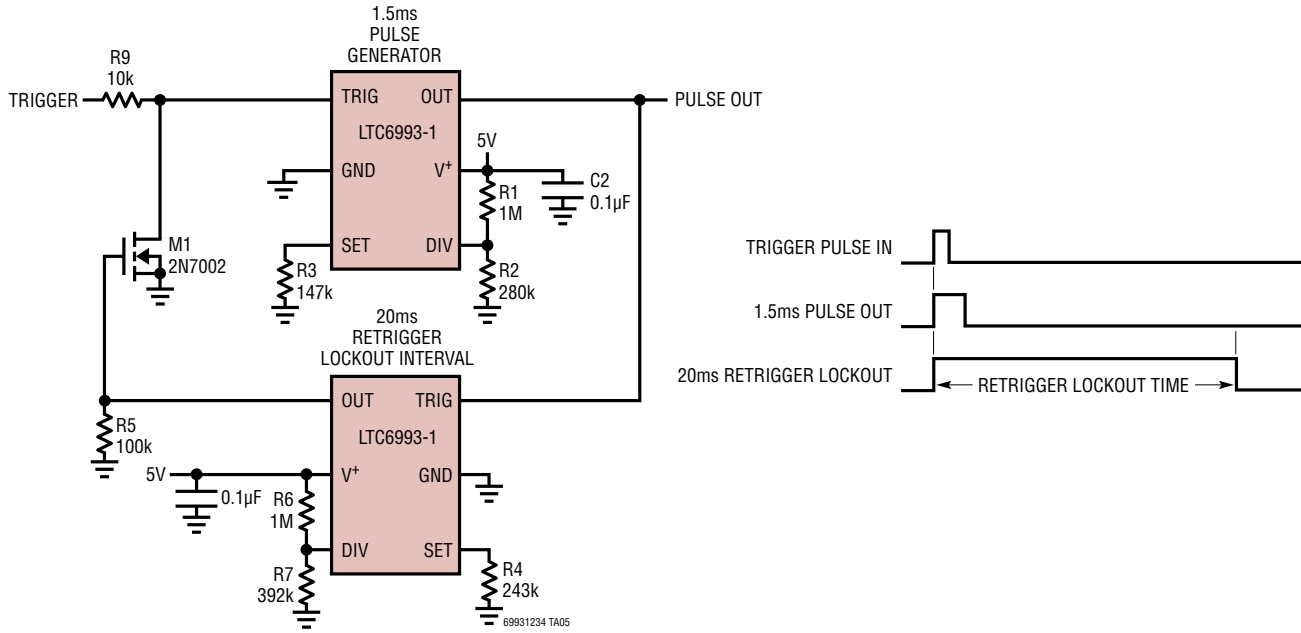 1.5ms
PULSE
GENERATOR
R9
10k
TRIGGER
TRIG
OUT
PULSE OUT
LTC6993-1
5V
GND
V+
R1
1M
C2
0.1µF
M1
2N7002
SET
DIV
R3
147k
R2
280k
20ms
RETRIGGER
LOCKOUT INTERVAL
OUT
TRIG
LTC6993-1
R5
100k
5V
V+
GND
0.1µF
R6
1M
DIV
SET
R7
392k
R4
243k
69931234 TA05
TRIGGER PULSE IN
1.5ms PULSE OUT
20ms RETRIGGER LOCKOUT
RETRIGGER LOCKOUT TIME